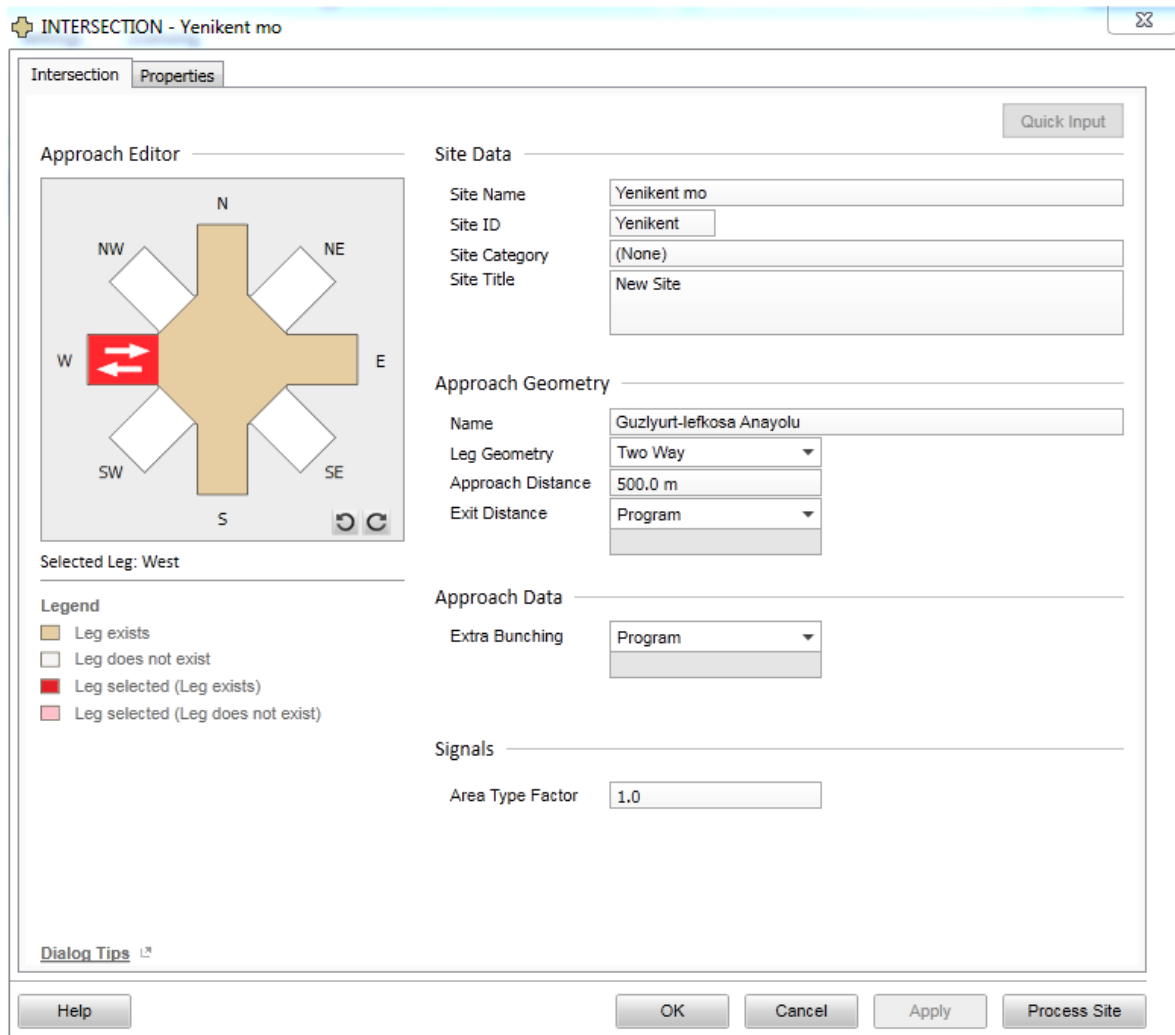 INTERSECTION - Yenikent mo
Intersection Properties
Quick Input
Approach Editor
N
NW NE
W E
SW SE
S
Selected Leg: West
Legend
Leg exists
Leg does not exist
Leg selected (Leg exists)
Leg selected (Leg does not exist)
Dialog Tips
Site Data
Site Name Yenikent mo
Site ID Yenikent
Site Category (None)
Site Title New Site
Approach Geometry
Name Guzlyurt-lefkosa Anayolu
Leg Geometry Two Way
Approach Distance 500.0 m
Exit Distance Program
Approach Data
Extra Bunching Program
Signals
Area Type Factor 1.0
Help OK Cancel Apply Process Site